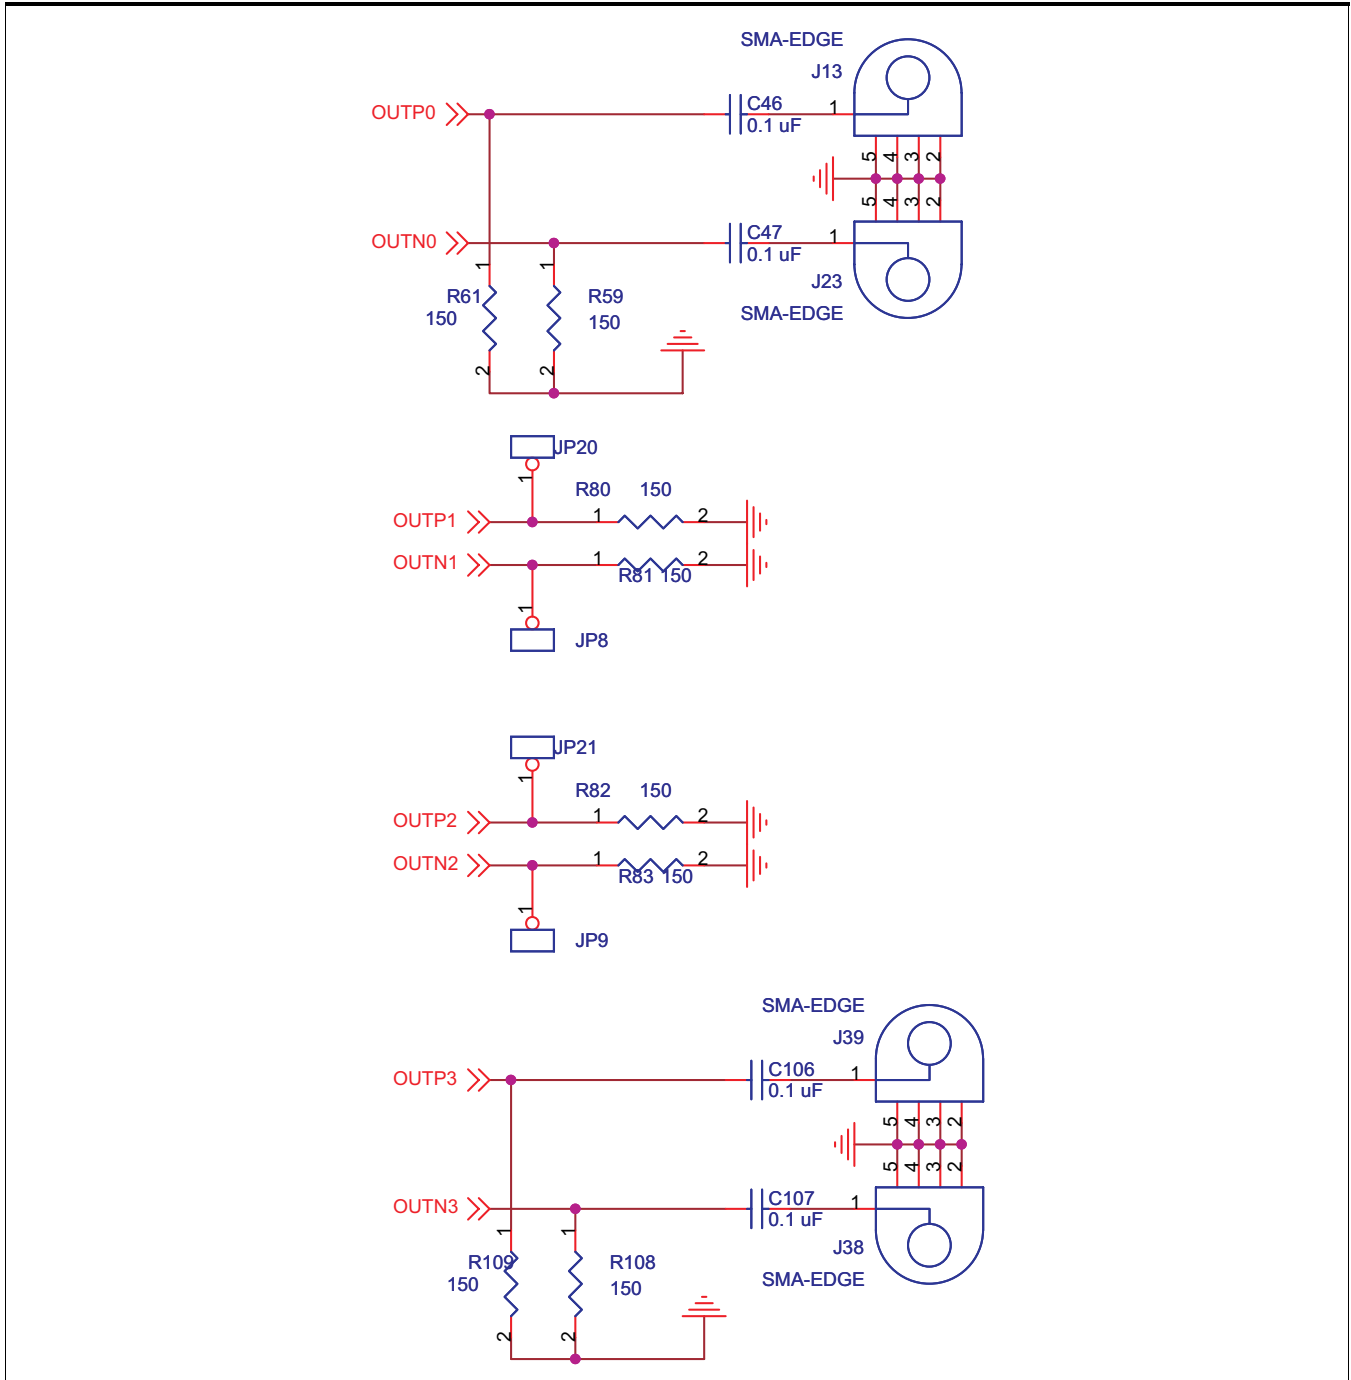 SMA-EDGE
J13
OUTP0
C46
1
0.1 uF
5 4 3 2
5 4 3 2
OUTN0
C47
1
0.1 uF
J23
SMA-EDGE
1
1
R61
150
R59
150
2
2
JP20
1
R80 150
OUTP1
1
2
OUTN1
1
2
R81 150
1
JP8
JP21
1
R82 150
OUTP2
1
2
OUTN2
1
2
R83 150
1
JP9
SMA-EDGE
J39
OUTP3
C106
1
0.1 uF
5 4 3 2
5 4 3 2
OUTN3
C107
1
0.1 uF
J38
SMA-EDGE
1
1
R109
150
R108
150
2
2